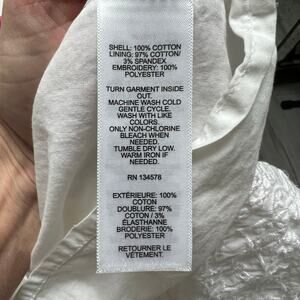 SHELL: 100% COTTON
LINING: 97% COTTON/
3% SPANDEX
EMBROIDERY: 100%
POLYESTER
TURN GARMENT INSIDE
OUT.
MACHINE WASH COLD
GENTLE CYCLE.
WASH WITH LIKE
COLORS.
ONLY NON-CHLORINE
BLEACH WHEN
NEEDED.
TUMBLE DRY LOW.
WARM IRON IF
NEEDED.
RN 134578
EXTÉRIEURE: 100%
COTON
DOUBLURE: 97%
COTON / 3%
ÉLASTHANNE
BRODERIE: 100%
POLYESTER
RETOURNER LE
VÊTEMENT.